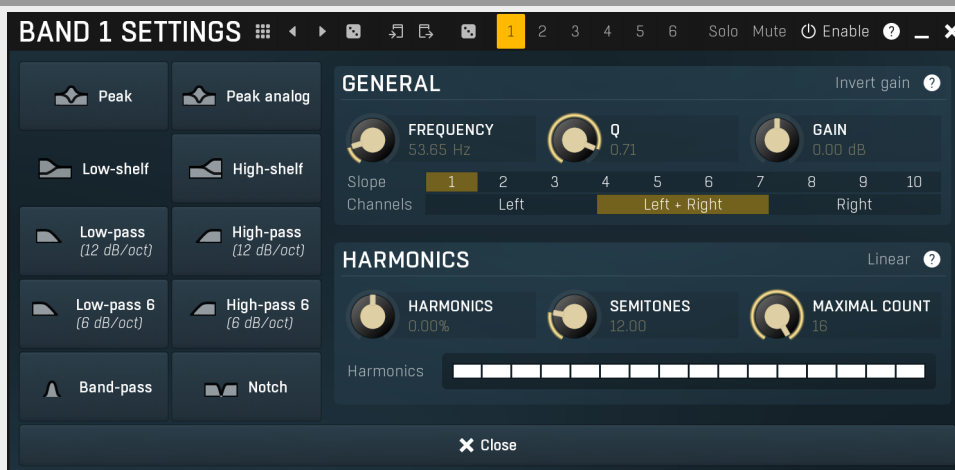 BAND 1 SETTINGS 1 2 3 4 5 6 Solo Mute Enable ?
Peak
Peak analog
Low-shelf
High-shelf
Low-pass
(12 dB/oct)
High-pass
(12 dB/oct)
Low-pass 6
(6 dB/oct)
High-pass 6
(6 dB/oct)
Band-pass
Notch
GENERAL Invert gain ?
FREQUENCY
53.65 Hz
Q
0.71
GAIN
0.00 dB
Slope 1 2 3 4 5 6 7 8 9 10
Channels Left Left + Right Right
HARMONICS Linear ?
HARMONICS
0.00%
SEMITONES
12.00
MAXIMAL COUNT
16
Harmonics
Close